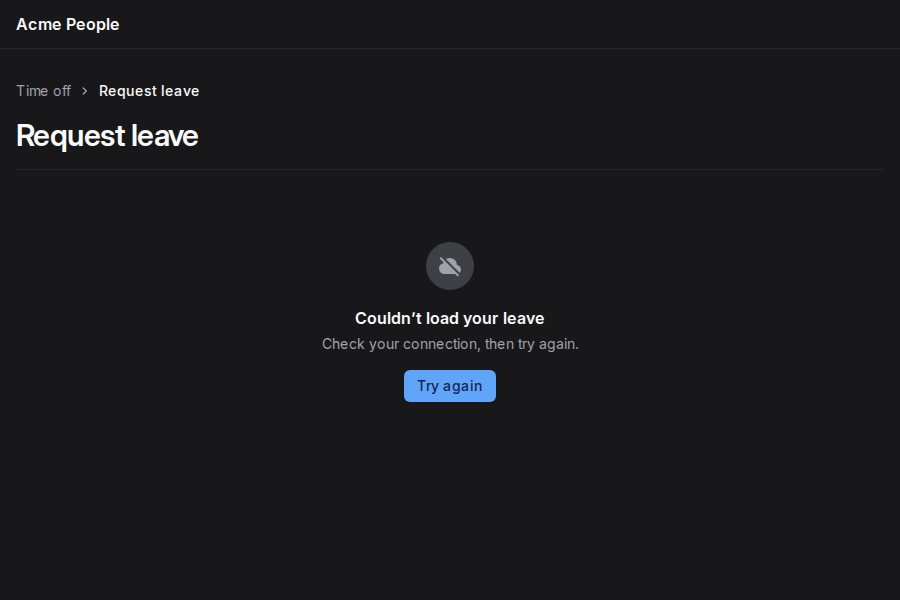 Acme People
Time off > Request leave
Request leave
Couldn’t load your leave
Check your connection, then try again.
Try again